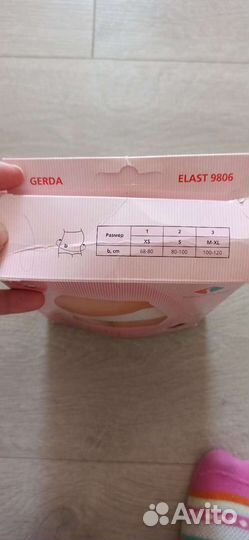 GERDA
ELAST 9806
Размер 1 2 3
XS S M-XL
b, cm 68-80 80-100 100-120
b
Avito